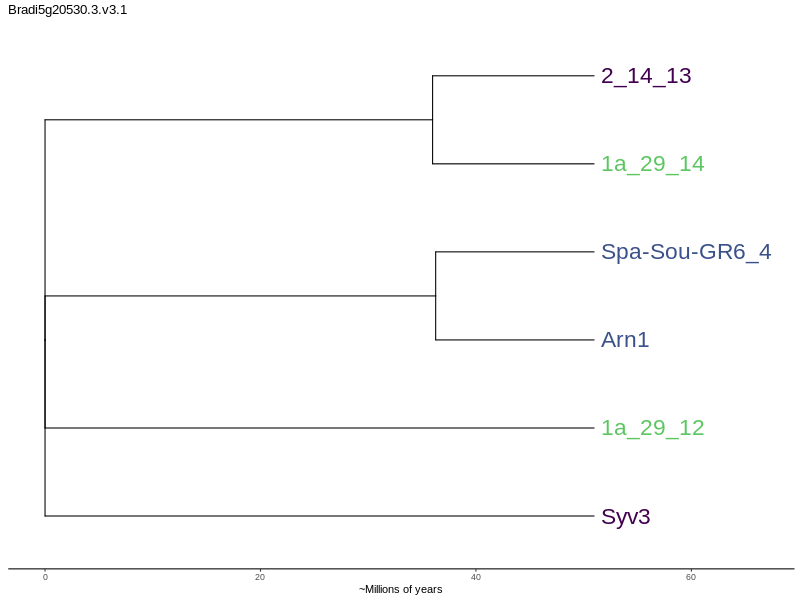 Bradi5g20530.3.v3.1
2_14_13
1a_29_14
Spa-Sou-GR6_4
Arn1
1a_29_12
Syv3
0 20 40 60
~Millions of years